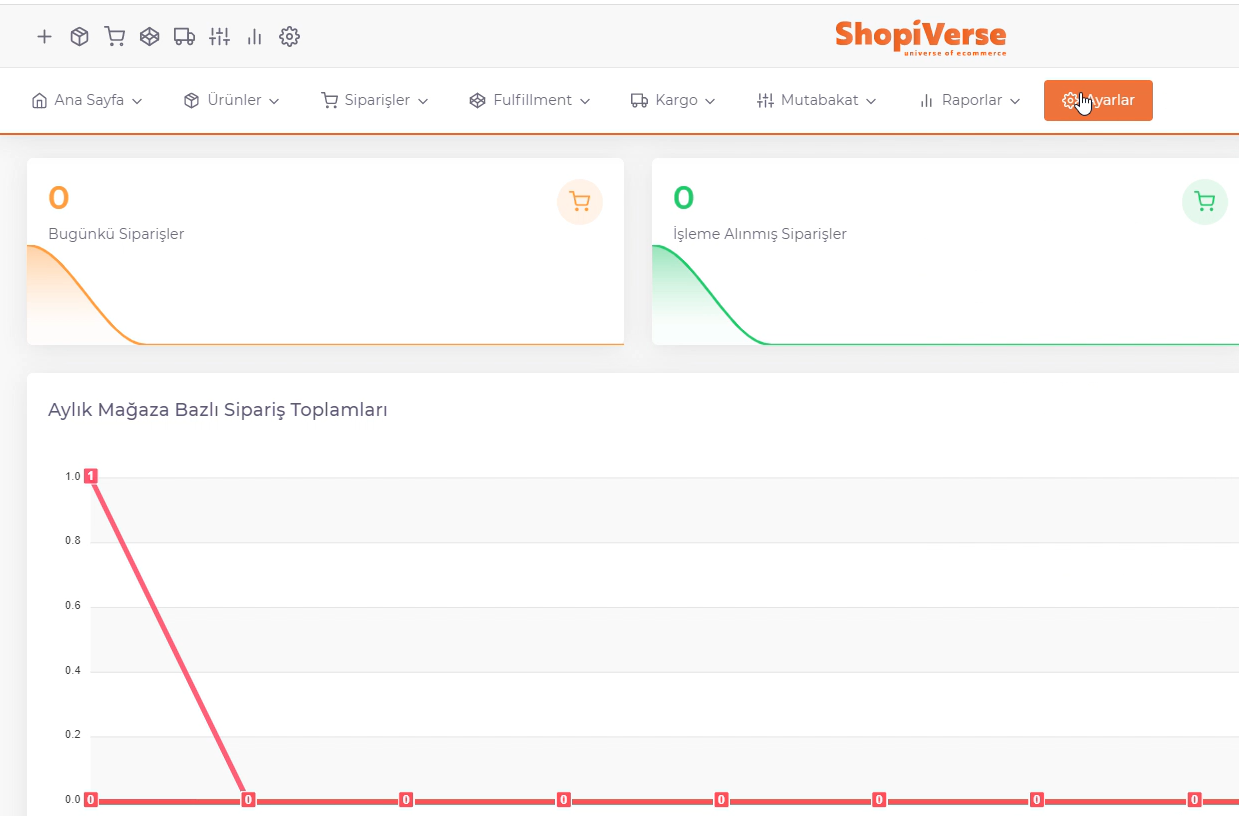 ShopiVerse
universe of ecommerce
Ana Sayfa
Ürünler
Siparişler
Fulfillment
Kargo
Mutabakat
Raporlar
Ayarlar
0
Bugünkü Siparişler
0
İşleme Alınmış Siparişler
Aylık Mağaza Bazlı Sipariş Toplamları
1.0
1
0.8
0.6
0.4
0.2
0.0
0
0
0
0
0
0
0
0